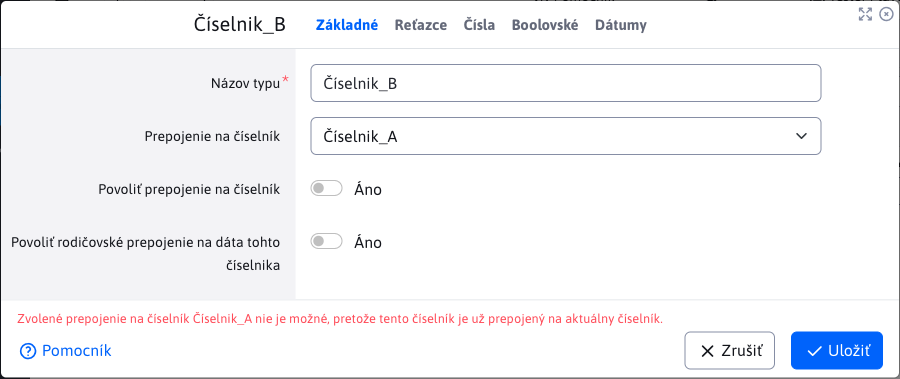 Číselnik_B Základné Reťazce Čísla Boolovské Dátumy
Názov typu*
Číselnik_B
Prepojenie na číselník
Číselnik_A
Povoliť prepojenie na číselník
Áno
Povoliť rodičovské prepojenie na dáta tohto
číselnika
Áno
Zvolené prepojenie na číselník Číselnik_A nie je možné, pretože tento číselník je už prepojený na aktuálny číselník.
Pomocník
Zrušiť
Uložiť